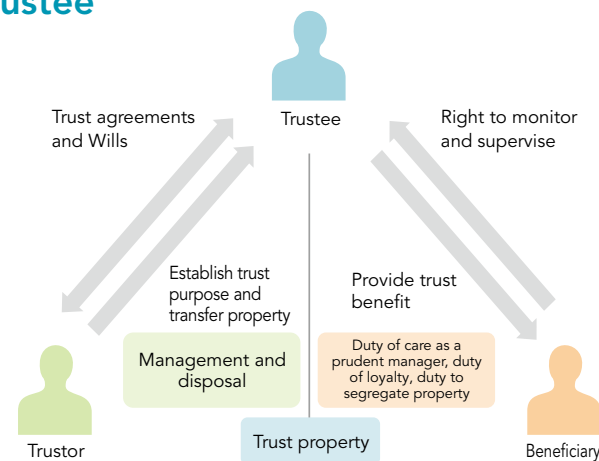 ustee
Trust agreements
and Wills
Trustee
Right to monitor
and supervise
Establish trust
purpose and
transfer property
Provide trust
benefit
Management and
disposal
Duty of care as a
prudent manager, duty
of loyalty, duty to
segregate property
Trustor
Trust property
Beneficiary